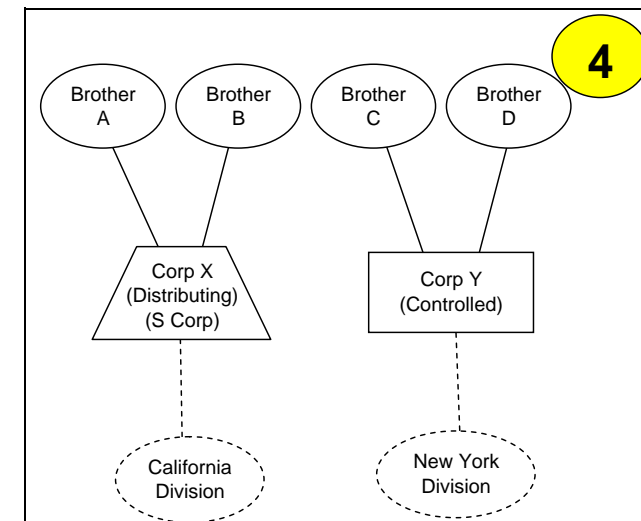 4
Brother
A
Brother
B
Brother
C
Brother
D
Corp X
(Distributing)
(S Corp)
Corp Y
(Controlled)
California
Division
New York
Division